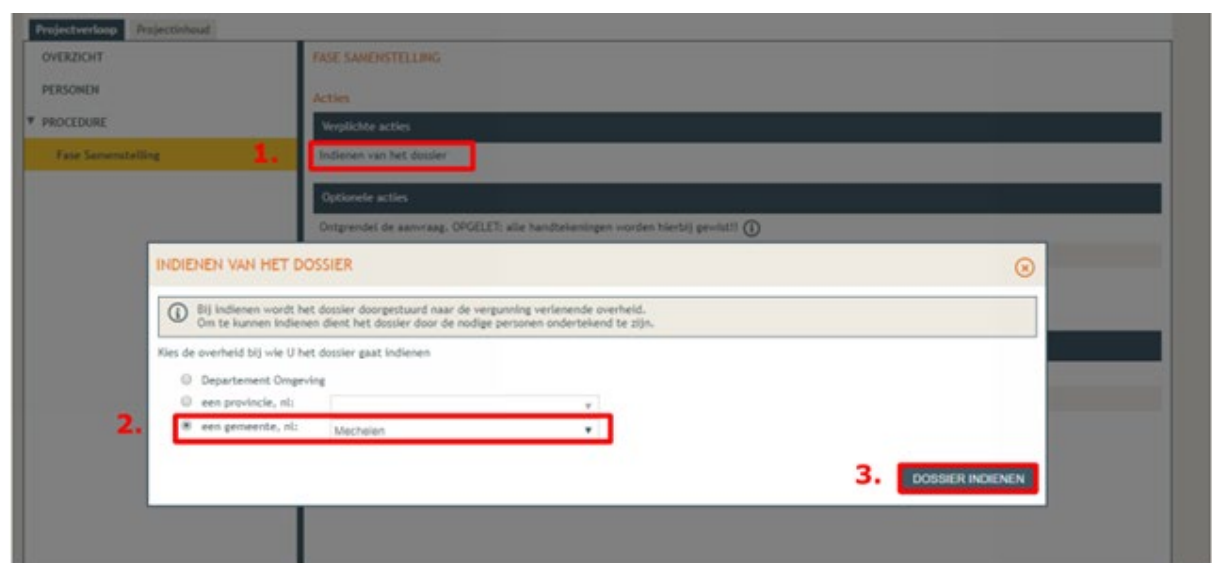 Projectverloop Projectinhoud
OVERZICHT
PERSONEN
PROCEDURE
Fase Samenstelling
FASE SAMENSTELLING
Acties
Verplichte acties
1.
Indienen van het dossier
Optionele acties
Ontgrendel de aanvraag. OPGELET: alle handtekeningen worden hierbij gewist!!
INDIENEN VAN HET DOSSIER
Bij indienen wordt het dossier doorgestuurd naar de vergunning verlenende overheid.
Om te kunnen indienen dient het dossier door de nodige personen ondertekend te zijn.
Kies de overheid bij wie U het dossier gaat indienen
Departement Omgeving
een provincie, nl:
2.
een gemeente, nl: Mechelen
3.
DOSSIER INDIENEN